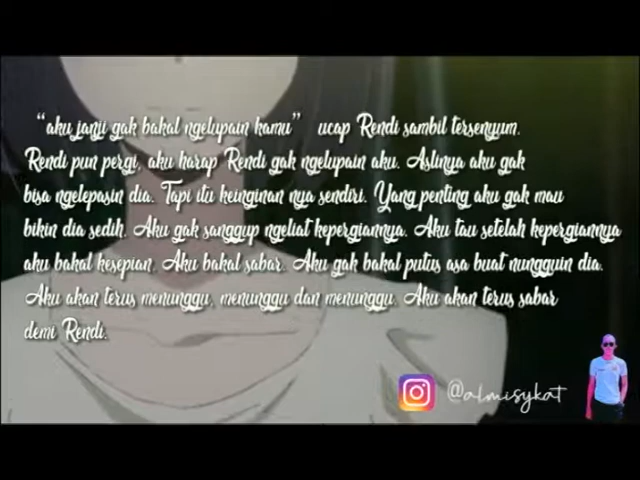 “aku janji gak bakal ngelupain kamu” ucap Rendi sambil tersenyum.
Rendi pun pergi, aku harap Rendi gak ngelupain aku. Aslinya aku gak
bisa ngelepasin dia. Tapi itu keinginan nya sendiri. Yang penting aku gak mau
bikin dia sedih. Aku gak sanggup ngeliat kepergiannya. Aku tau setelah kepergiannya
aku bakal kesepian. Aku bakal sabar. Aku gak bakal putus asa buat nungguin dia.
Aku akan terus menunggu, menunggu dan menunggu. Aku akan terus sabar
demi Rendi.
@almisykat